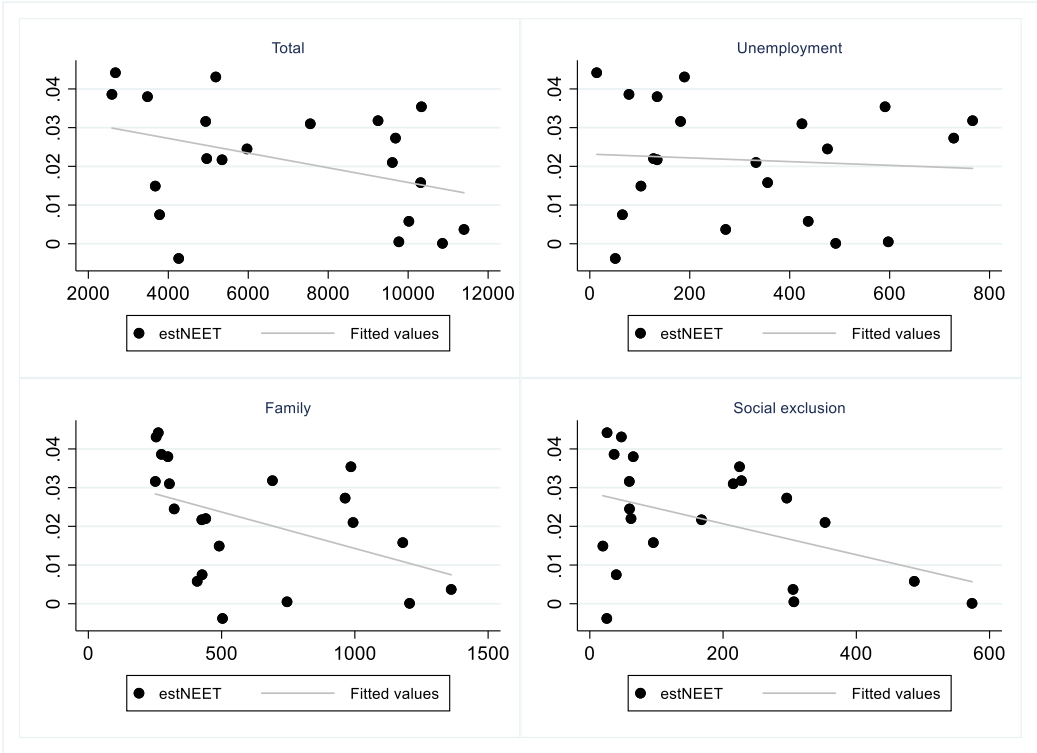 Total
.04
.03
.02
.01
0
2000 4000 6000 8000 10000 12000
estNEET Fitted values
Unemployment
.04
.03
.02
.01
0
0 200 400 600 800
estNEET Fitted values
Family
.04
.03
.02
.01
0
0 500 1000 1500
estNEET Fitted values
Social exclusion
.04
.03
.02
.01
0
0 200 400 600
estNEET Fitted values